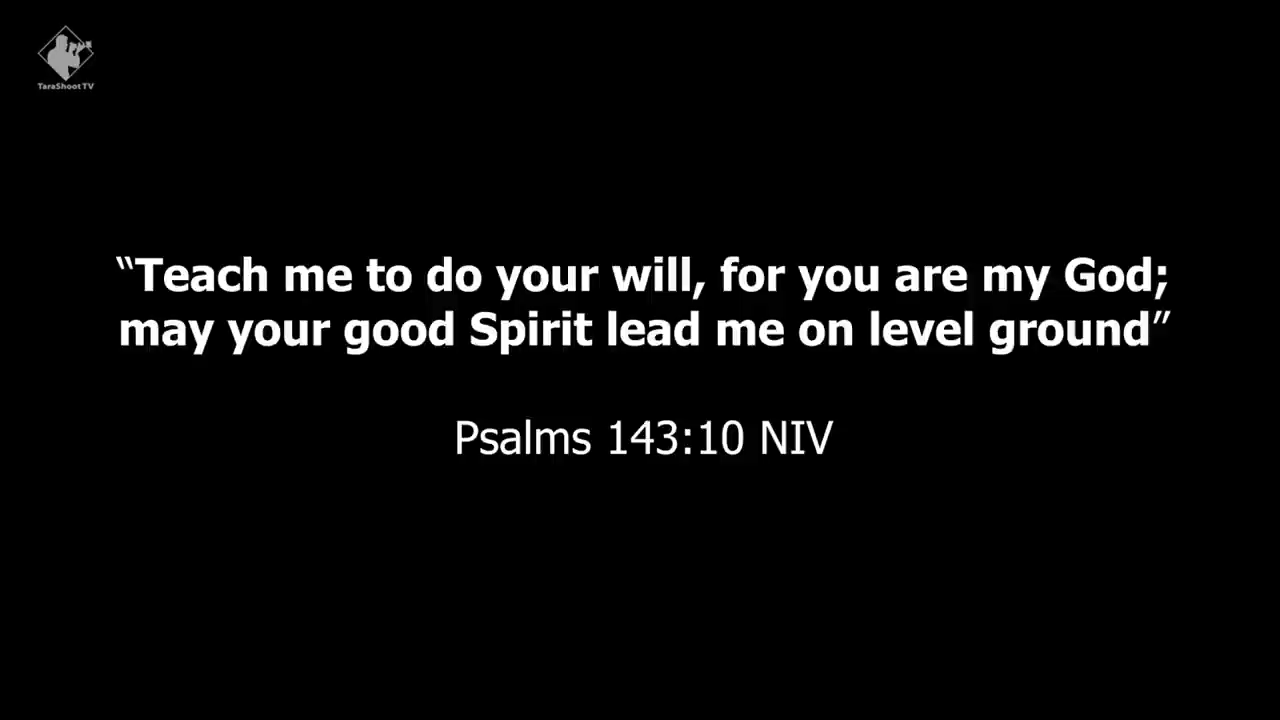 TaraShoot TV
“Teach me to do your will, for you are my God;
may your good Spirit lead me on level ground”
Psalms 143:10 NIV